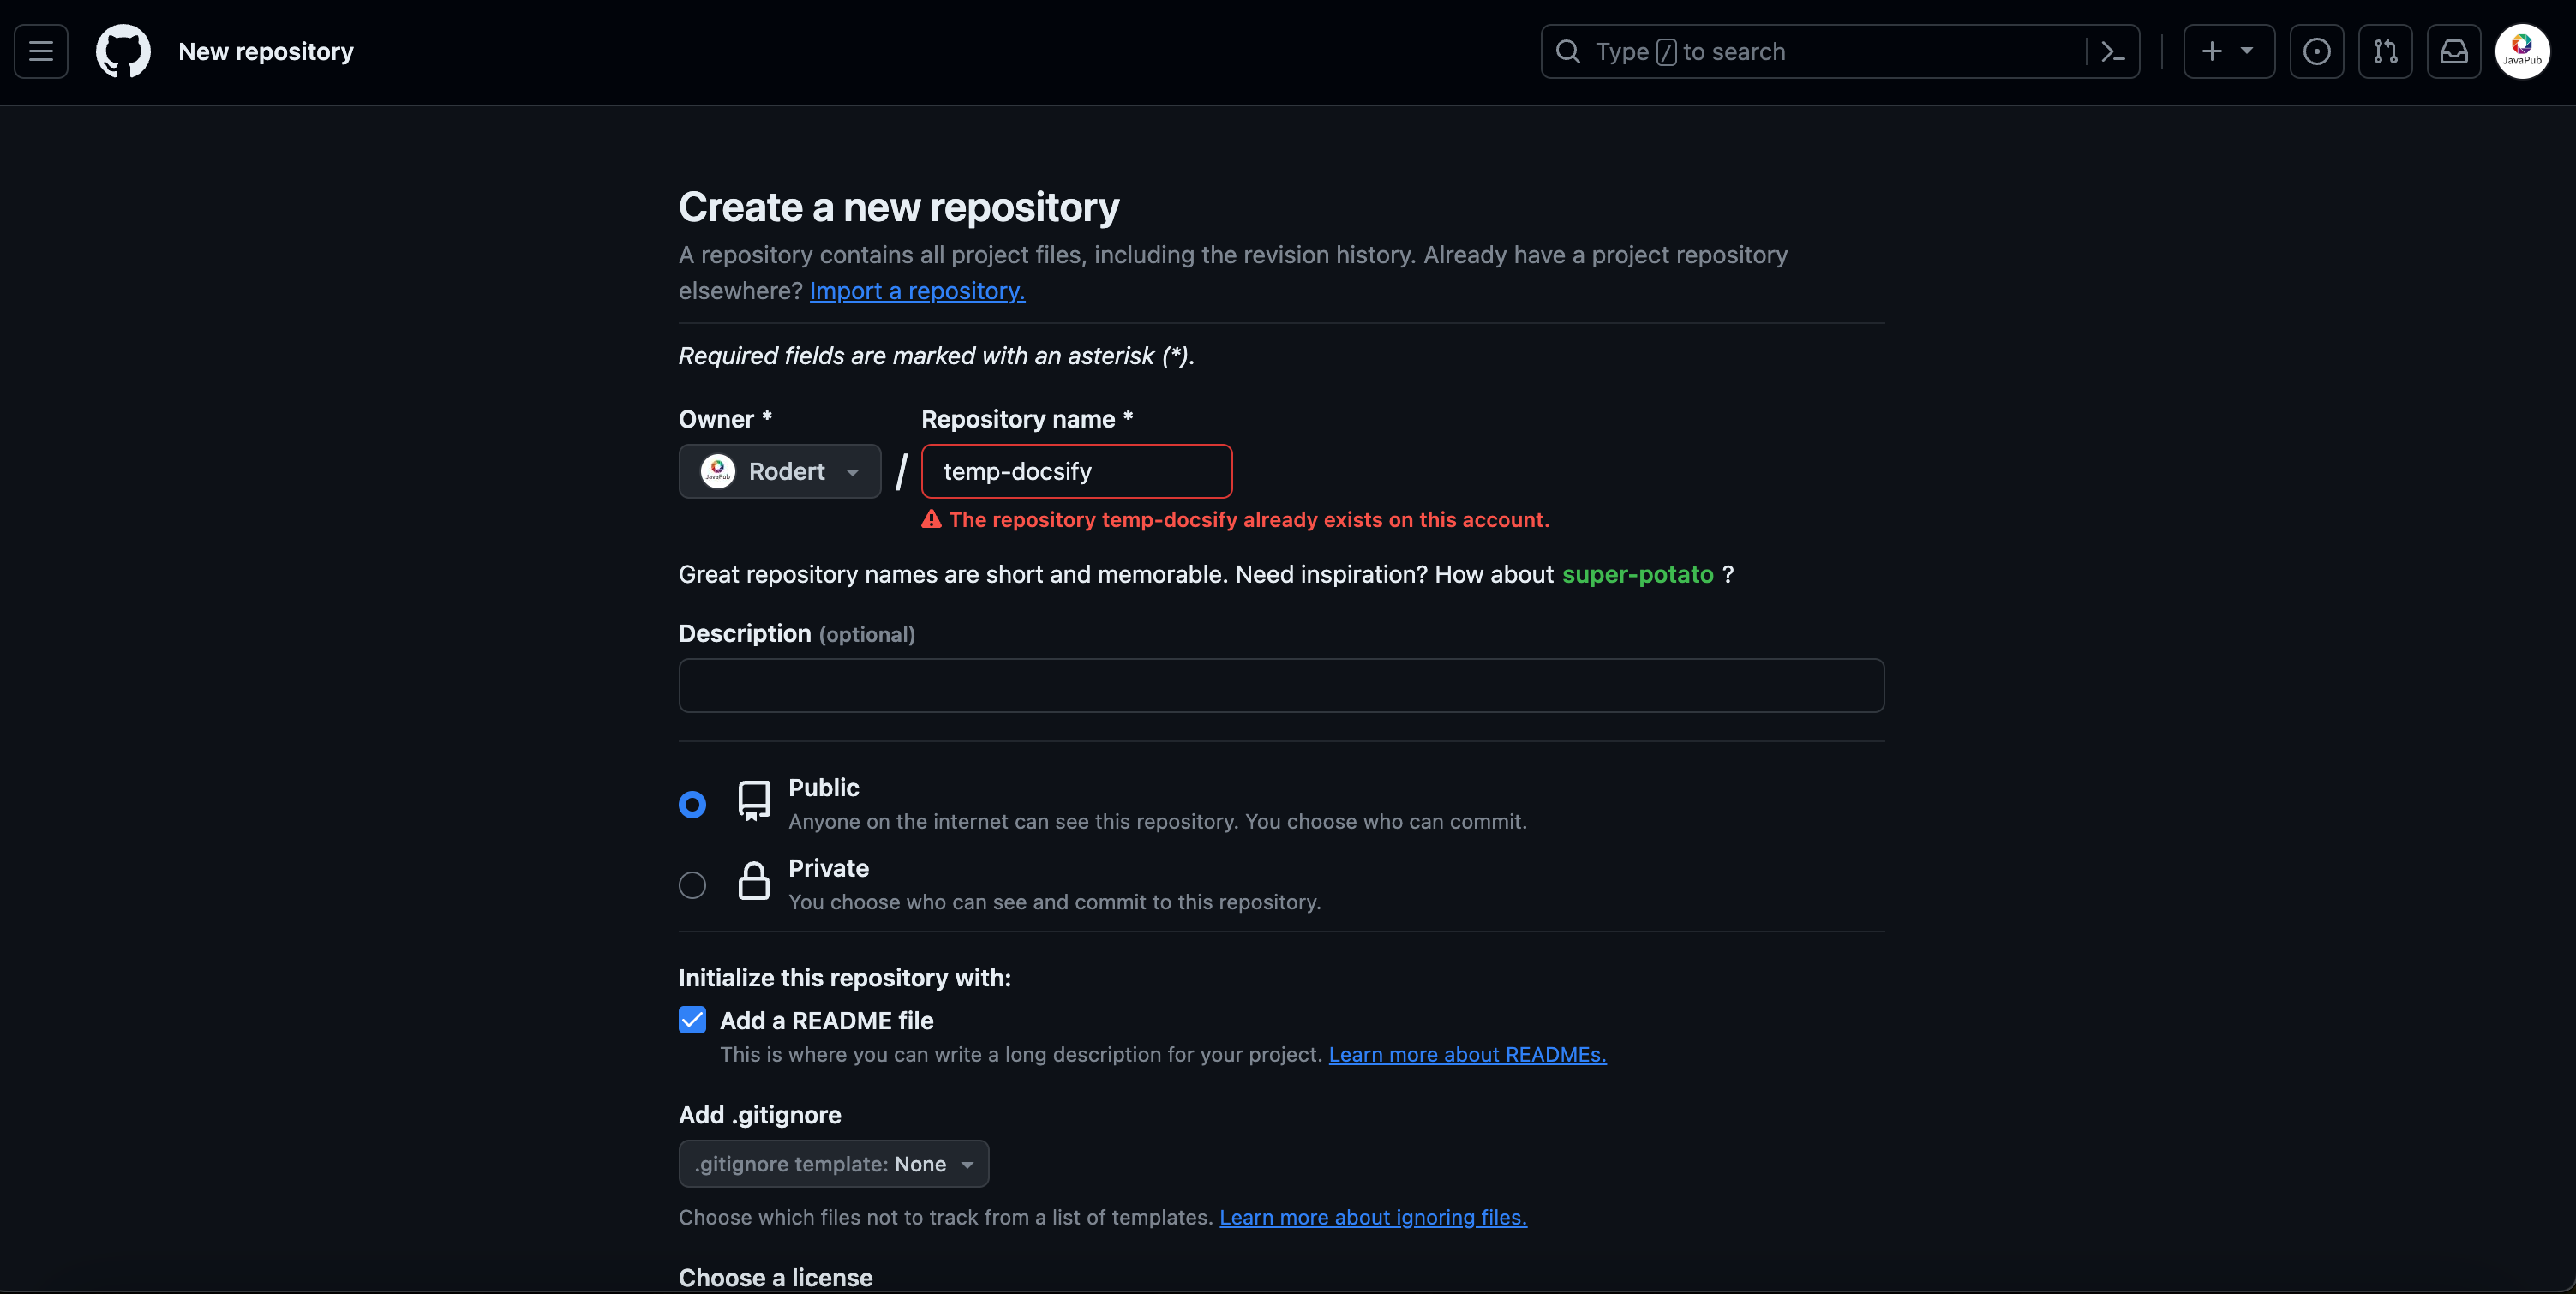 New repository
Type / to search
JavaPub
Create a new repository
A repository contains all project files, including the revision history. Already have a project repository
elsewhere? Import a repository.
Required fields are marked with an asterisk (*).
Owner *
Repository name *
JavaPub
Rodert
/
temp-docsify
The repository temp-docsify already exists on this account.
Great repository names are short and memorable. Need inspiration? How about super-potato ?
Description (optional)
Public
Anyone on the internet can see this repository. You choose who can commit.
Private
You choose who can see and commit to this repository.
Initialize this repository with:
Add a README file
This is where you can write a long description for your project. Learn more about READMEs.
Add .gitignore
.gitignore template: None
Choose which files not to track from a list of templates. Learn more about ignoring files.
Choose a license